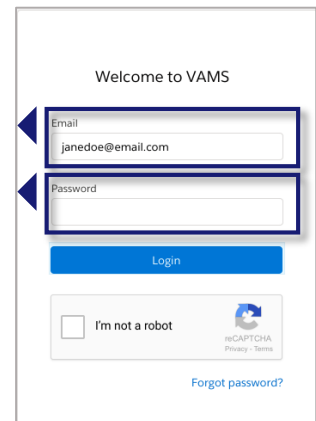 Welcome to VAMS
Email
janedoe@email.com
Password
Login
I'm not a robot
reCAPTCHA
Privacy - Terms
Forgot password?